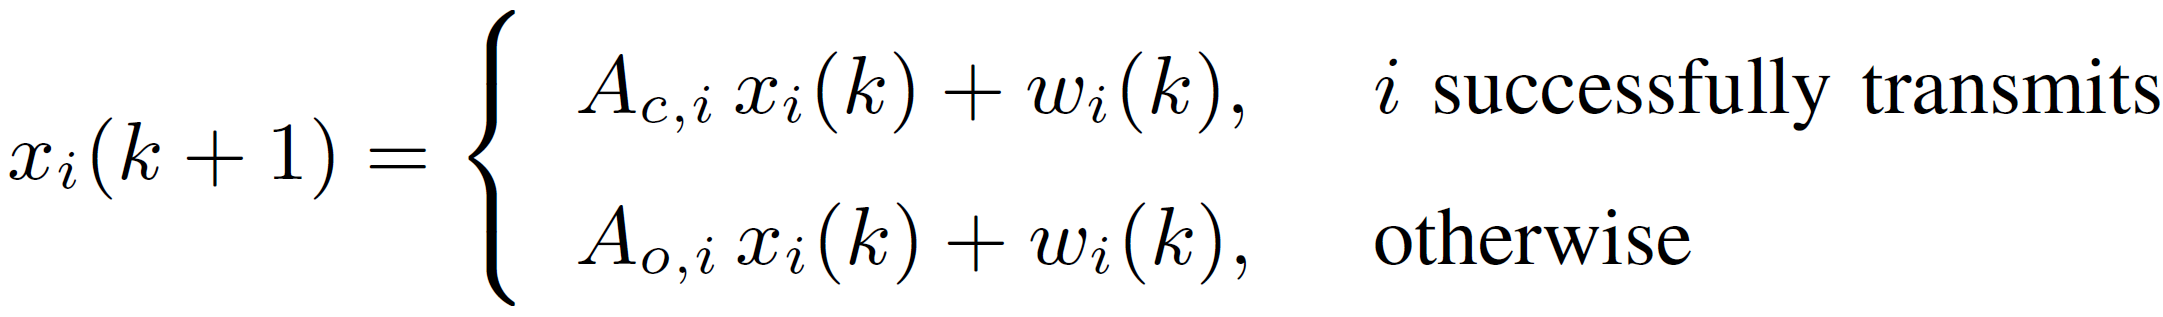 x_i(k + 1) = { A_{c,i} x_i(k) + w_i(k), i successfully transmits
A_{o,i} x_i(k) + w_i(k), otherwise